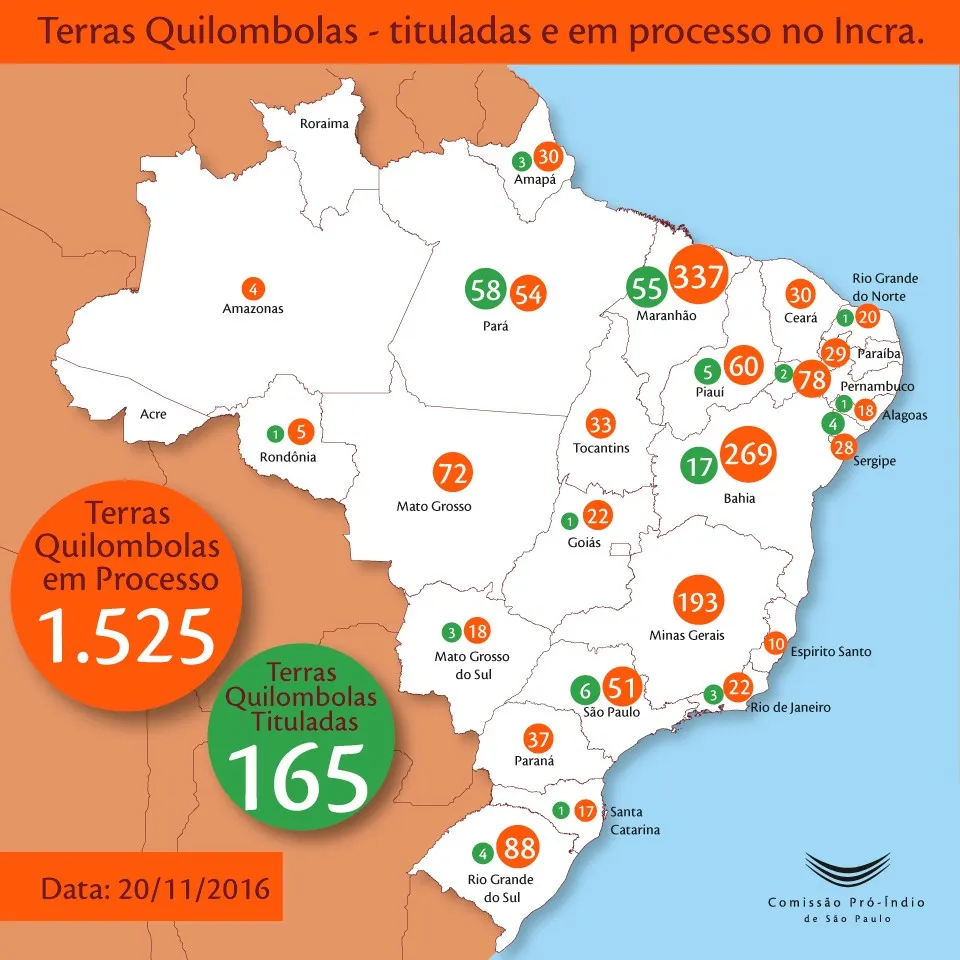 Terras Quilombolas - tituladas e em processo no Incra.
Roraima
3
30
Amapá
4
Amazonas
58
54
Pará
55
337
Maranhão
30
Ceará
Rio Grande
do Norte
1
20
29
Paraíba
5
60
Piauí
2
78
Pernambuco
1
18
Alagoas
4
28
Sergipe
Acre
1
5
Rondônia
33
Tocantins
72
Mato Grosso
17
269
Bahia
1
22
Goiás
193
Minas Gerais
10
Espirito Santo
3
18
Mato Grosso
do Sul
6
51
São Paulo
3
22
Rio de Janeiro
37
Paraná
1
17
Santa
Catarina
4
88
Rio Grande
do Sul
Terras
Quilombolas
em Processo
1.525
Terras
Quilombolas
Tituladas
165
Data: 20/11/2016
Comissão Pró-Índio
de São Paulo